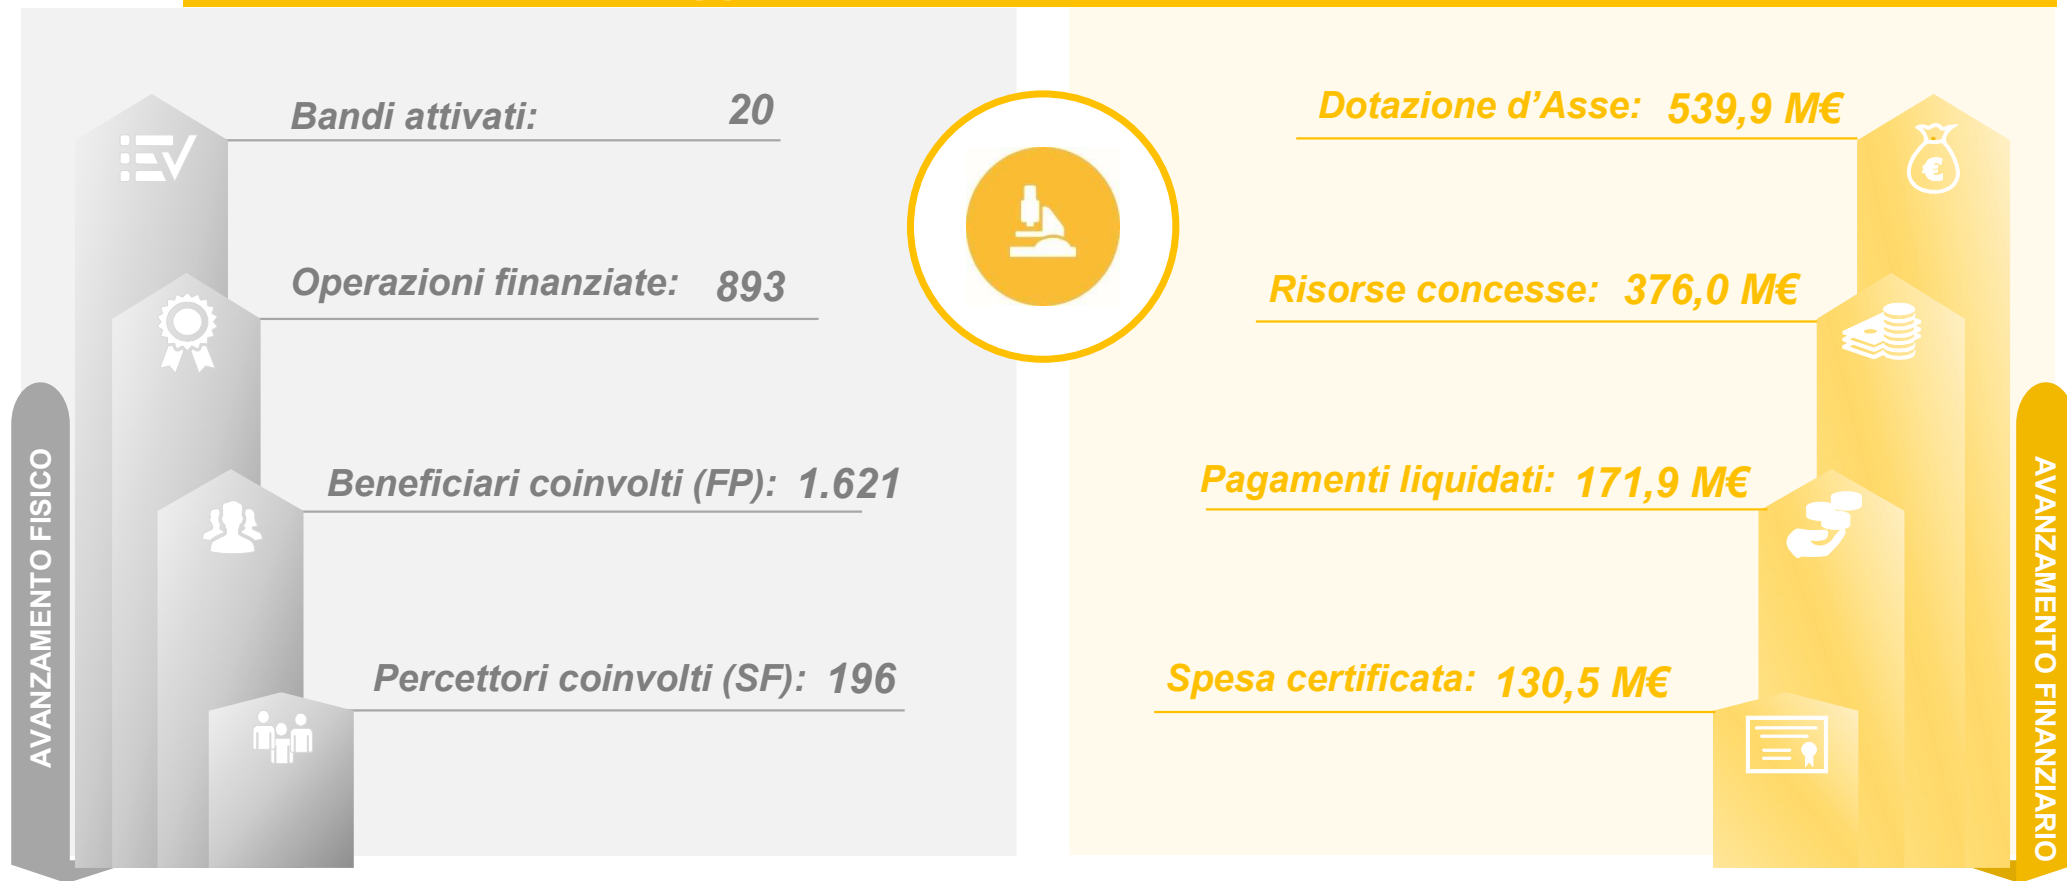 Bandi attivati: 20
Operazioni finanziate: 893
Beneficiari coinvolti (FP): 1.621
Percettori coinvolti (SF): 196
AVANZAMENTO FISICO
Dotazione d’Asse: 539,9 M€
Risorse concesse: 376,0 M€
Pagamenti liquidati: 171,9 M€
Spesa certificata: 130,5 M€
AVANZAMENTO FINANZIARIO